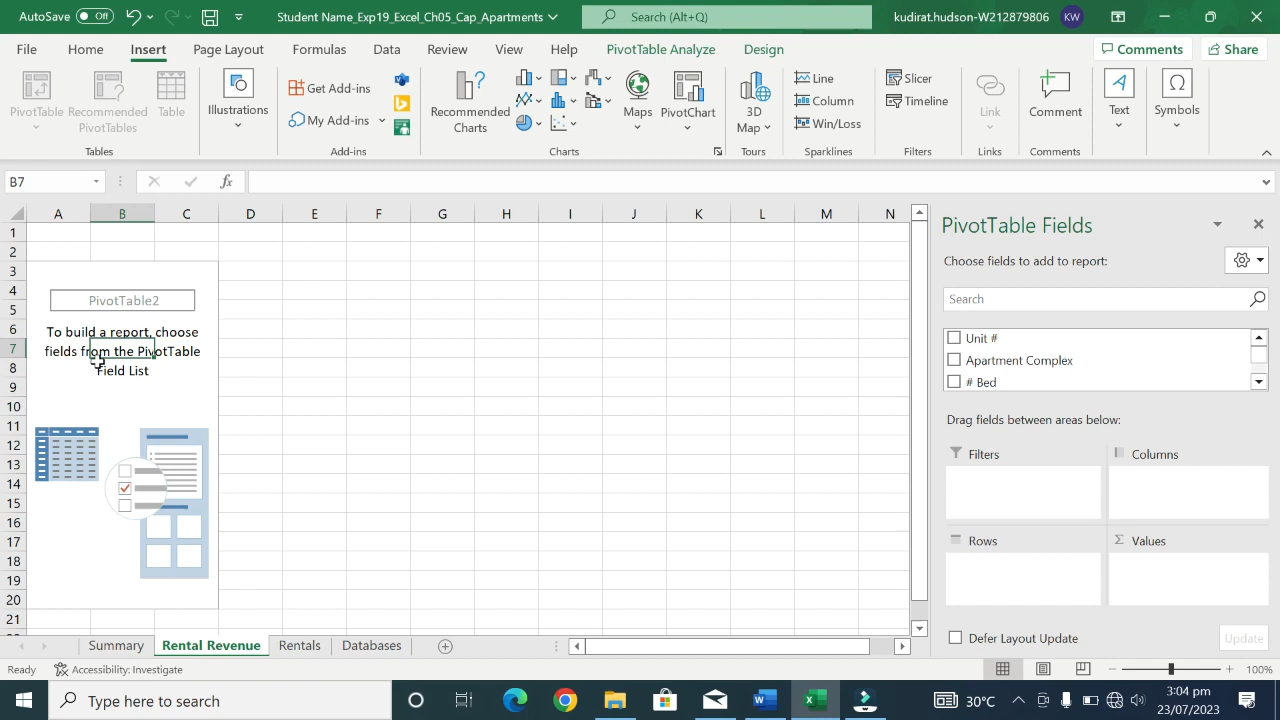 AutoSave Off Student Name_Exp19_Excel_Ch05_Cap_Apartments Search (Alt+Q) kudirat.hudson-W212879806 KW
File Home Insert Page Layout Formulas Data Review View Help PivotTable Analyze Design Comments Share
PivotTable Recommended PivotTables Table Illustrations Get Add-ins My Add-ins Recommended Charts Maps PivotChart 3D Map Line Column Win/Loss Slicer Timeline Link Comment Text Symbols
Tables Add-ins Charts Tours Sparklines Filters Links Comments
B7 fx
A B C D E F G H I J K L M N
1
2
3
4
5
6
7
8
9
10
11
12
13
14
15
16
17
18
19
20
21
PivotTable2
To build a report, choose
fields from the PivotTable
Field List
PivotTable Fields
Choose fields to add to report:
Search
Unit #
Apartment Complex
# Bed
Drag fields between areas below:
Filters Columns
Rows Σ Values
Defer Layout Update Update
Summary Rental Revenue Rentals Databases
Ready Accessibility: Investigate 100%
Type here to search 30°C 3:04 pm
23/07/2023